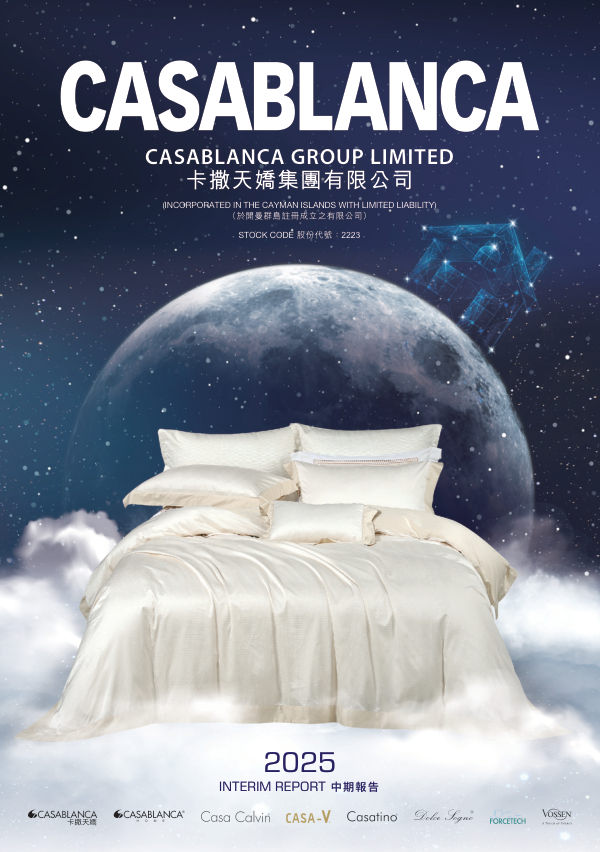 CASABLANCA
CASABLANCA GROUP LIMITED
卡撒天嬌集團有限公司
(INCORPORATED IN THE CAYMAN ISLANDS WITH LIMITED LIABILITY)
（於開曼群島註冊成立之有限公司）
STOCK CODE 股份代號：2223
2025
INTERIM REPORT 中期報告
CASABLANCA
卡撒天嬌
CASABLANCA
HOME
Casa Calvin
CASA-V
Casatino
Dolce Sogno
FORCETECH
VOSSEN